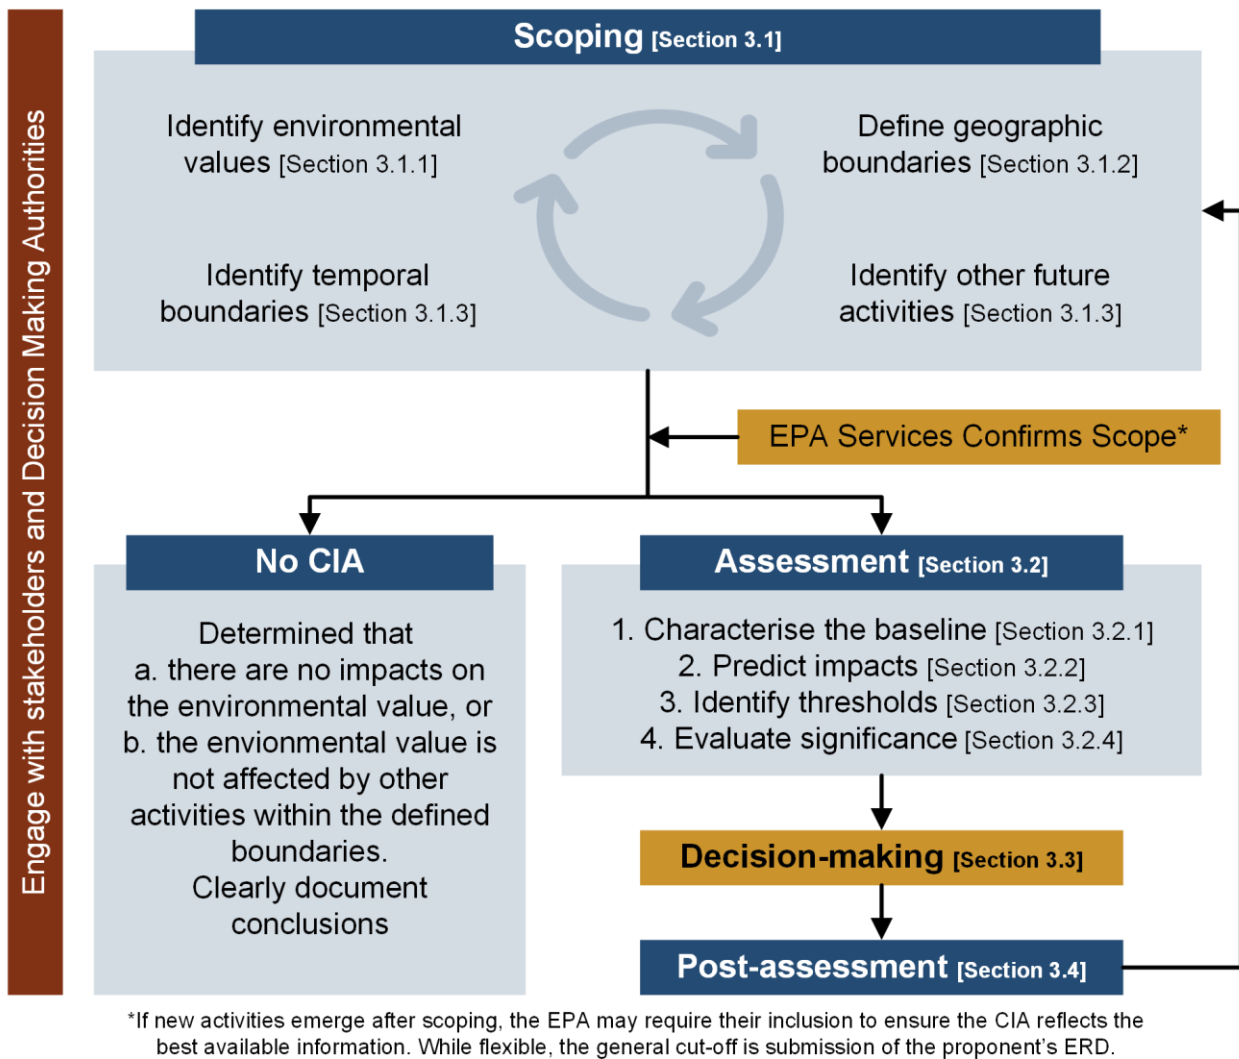 Engage with stakeholders and Decision Making Authorities
Scoping [Section 3.1]
Identify environmental
values [Section 3.1.1]
Define geographic
boundaries [Section 3.1.2]
Identify temporal
boundaries [Section 3.1.3]
Identify other future
activities [Section 3.1.3]
EPA Services Confirms Scope*
No CIA
Determined that
a. there are no impacts on
the environmental value, or
b. the envionmental value is
not affected by other
activities within the defined
boundaries.
Clearly document
conclusions
Assessment [Section 3.2]
1. Characterise the baseline [Section 3.2.1]
2. Predict impacts [Section 3.2.2]
3. Identify thresholds [Section 3.2.3]
4. Evaluate significance [Section 3.2.4]
Decision-making [Section 3.3]
Post-assessment [Section 3.4]
*If new activities emerge after scoping, the EPA may require their inclusion to ensure the CIA reflects the
best available information. While flexible, the general cut-off is submission of the proponent's ERD.